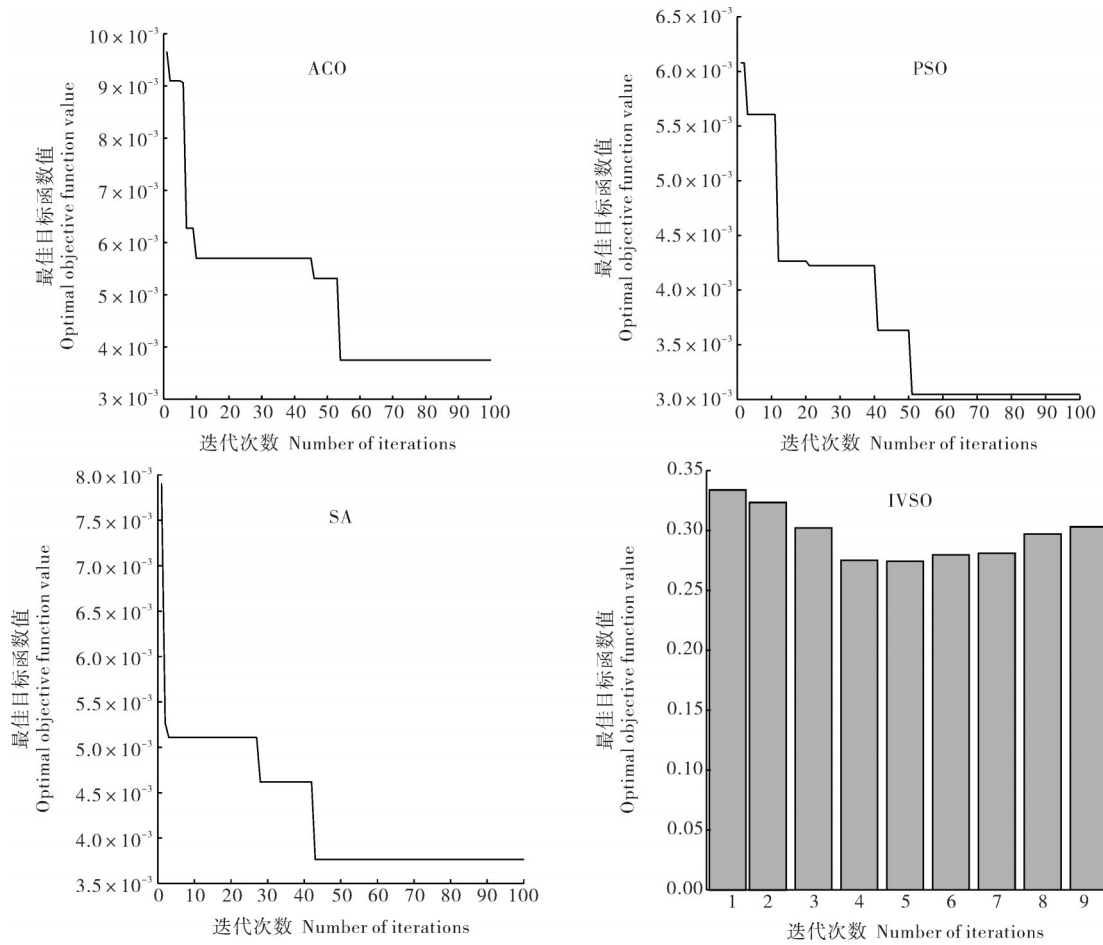 ACO
10 × 10⁻³
9 × 10⁻³
8 × 10⁻³
7 × 10⁻³
6 × 10⁻³
5 × 10⁻³
4 × 10⁻³
3 × 10⁻³
最佳目标函数值
Optimal objective function value
0 10 20 30 40 50 60 70 80 90 100
迭代次数 Number of iterations
PSO
6.5 × 10⁻³
6.0 × 10⁻³
5.5 × 10⁻³
5.0 × 10⁻³
4.5 × 10⁻³
4.0 × 10⁻³
3.5 × 10⁻³
3.0 × 10⁻³
最佳目标函数值
Optimal objective function value
0 10 20 30 40 50 60 70 80 90 100
迭代次数 Number of iterations
SA
8.0 × 10⁻³
7.5 × 10⁻³
7.0 × 10⁻³
6.5 × 10⁻³
6.0 × 10⁻³
5.5 × 10⁻³
5.0 × 10⁻³
4.5 × 10⁻³
4.0 × 10⁻³
3.5 × 10⁻³
最佳目标函数值
Optimal objective function value
0 10 20 30 40 50 60 70 80 90 100
迭代次数 Number of iterations
IVSO
0.35
0.30
0.25
0.20
0.15
0.10
0.05
0.00
最佳目标函数值
Optimal objective function value
1 2 3 4 5 6 7 8 9
迭代次数 Number of iterations